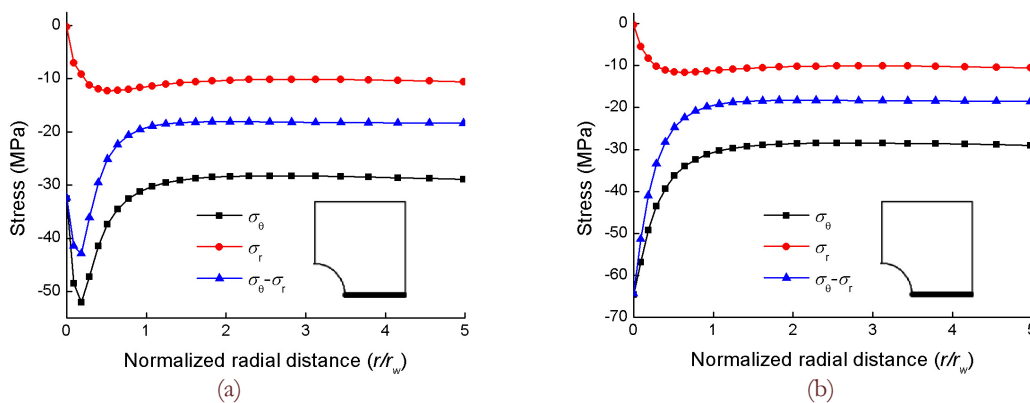 0
-10
-20
-30
-40
-50
Stress (MPa)
σθ
σr
σθ-σr
0 1 2 3 4 5
Normalized radial distance (r/rw)
(a)
0
-10
-20
-30
-40
-50
-60
-70
Stress (MPa)
σθ
σr
σθ-σr
0 1 2 3 4 5
Normalized radial distance (r/rw)
(b)